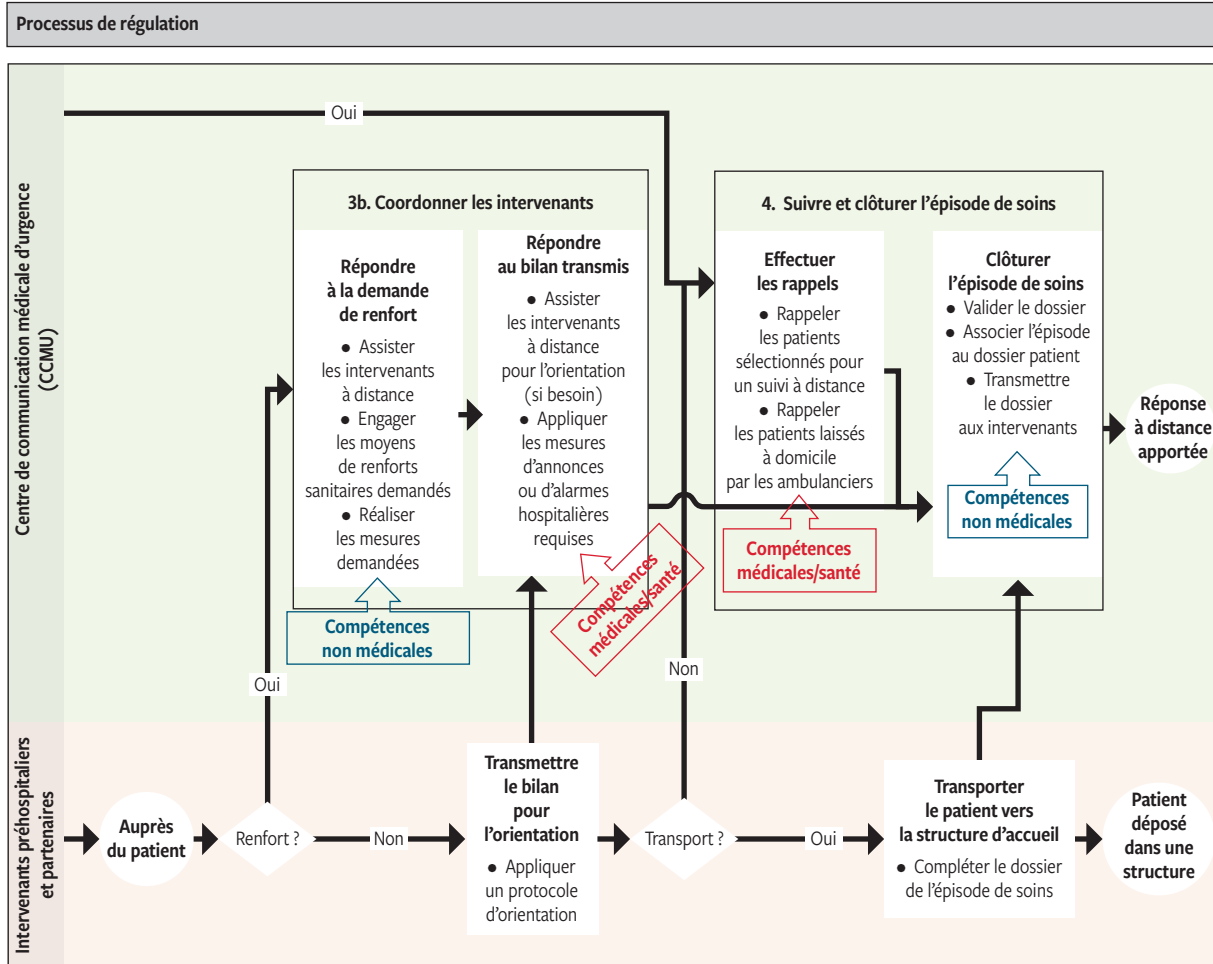 Processus de régulation
Centre de communication médicale d'urgence
(CCMU)
Oui
3b. Coordonner les intervenants
Répondre
à la demande
de renfort
● Assister
les intervenants
à distance
● Engager
les moyens
de renforts
sanitaires demandés
● Réaliser
les mesures
demandées
Compétences
non médicales
Répondre
au bilan transmis
● Assister
les intervenants
à distance
pour l'orientation
(si besoin)
● Appliquer
les mesures
d'annonces
ou d'alarmes
hospitalières
requises
Compétences
médicales/santé
4. Suivre et clôturer l'épisode de soins
Effectuer
les rappels
● Rappeler
les patients
sélectionnés pour
un suivi à distance
● Rappeler
les patients laissés
à domicile
par les ambulanciers
Compétences
médicales/santé
Clôturer
l'épisode de soins
● Valider le dossier
● Associer l'épisode
au dossier patient
● Transmettre
le dossier
aux intervenants
Compétences
non médicales
Réponse
à distance
apportée
Oui
Non
Intervenants préhospitaliers
et partenaires
Auprès
du patient
Renfort ?
Non
Transmettre
le bilan
pour
l'orientation
● Appliquer
un protocole
d'orientation
Transport ?
Oui
Transporter
le patient vers
la structure d'accueil
● Compléter le dossier
de l'épisode de soins
Patient
déposé
dans une
structure